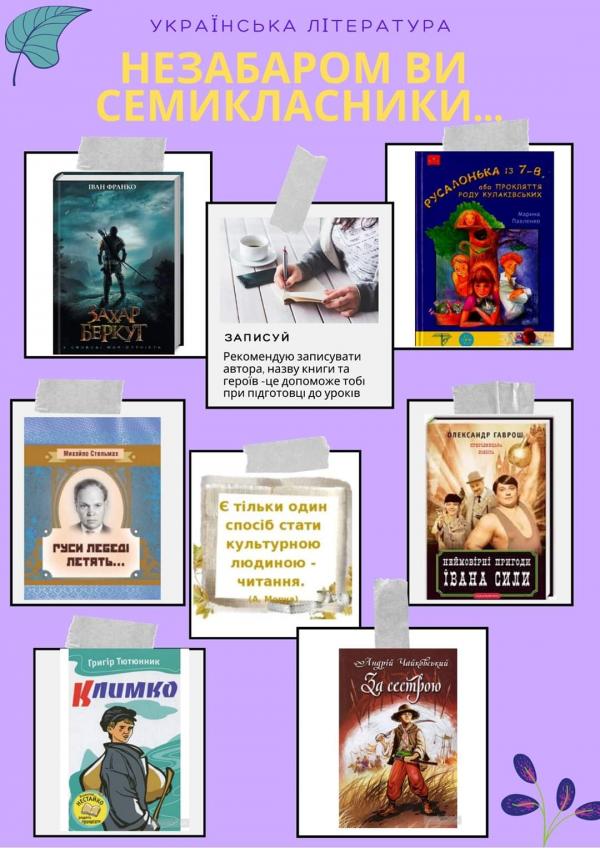 УКРАЇНСЬКА ЛІТЕРАТУРА
НЕЗАБАРОМ ВИ
СЕМИКЛАСНИКИ...
ІВАН ФРАНКО
ЗАХАР
БЕРКУТ
ЗАПИСУЙ
Рекомендую записувати
автора, назву книги та
героїв -це допоможе тобі
при підготовці до уроків
РУСАЛОНЬКА ІЗ 7-В,
або ПРОКЛЯТТЯ
РОДУ КУЛАКІВСЬКИХ
Марина
Павленко
Михайло Стельмах
ГУСИ ЛЕБЕДІ
ЛЕТЯТЬ...
Є тільки один
спосіб стати
культурною
людиною -
читання.
(А. Моруа)
ОЛЕКСАНДР ГАВРОШ
НЕЙМОВІРНІ ПРИГОДИ
ІВАНА СИЛИ
Григір Тютюнник
Климко
НЕСТАЙКО
Андрій Чайковський
За сестрою